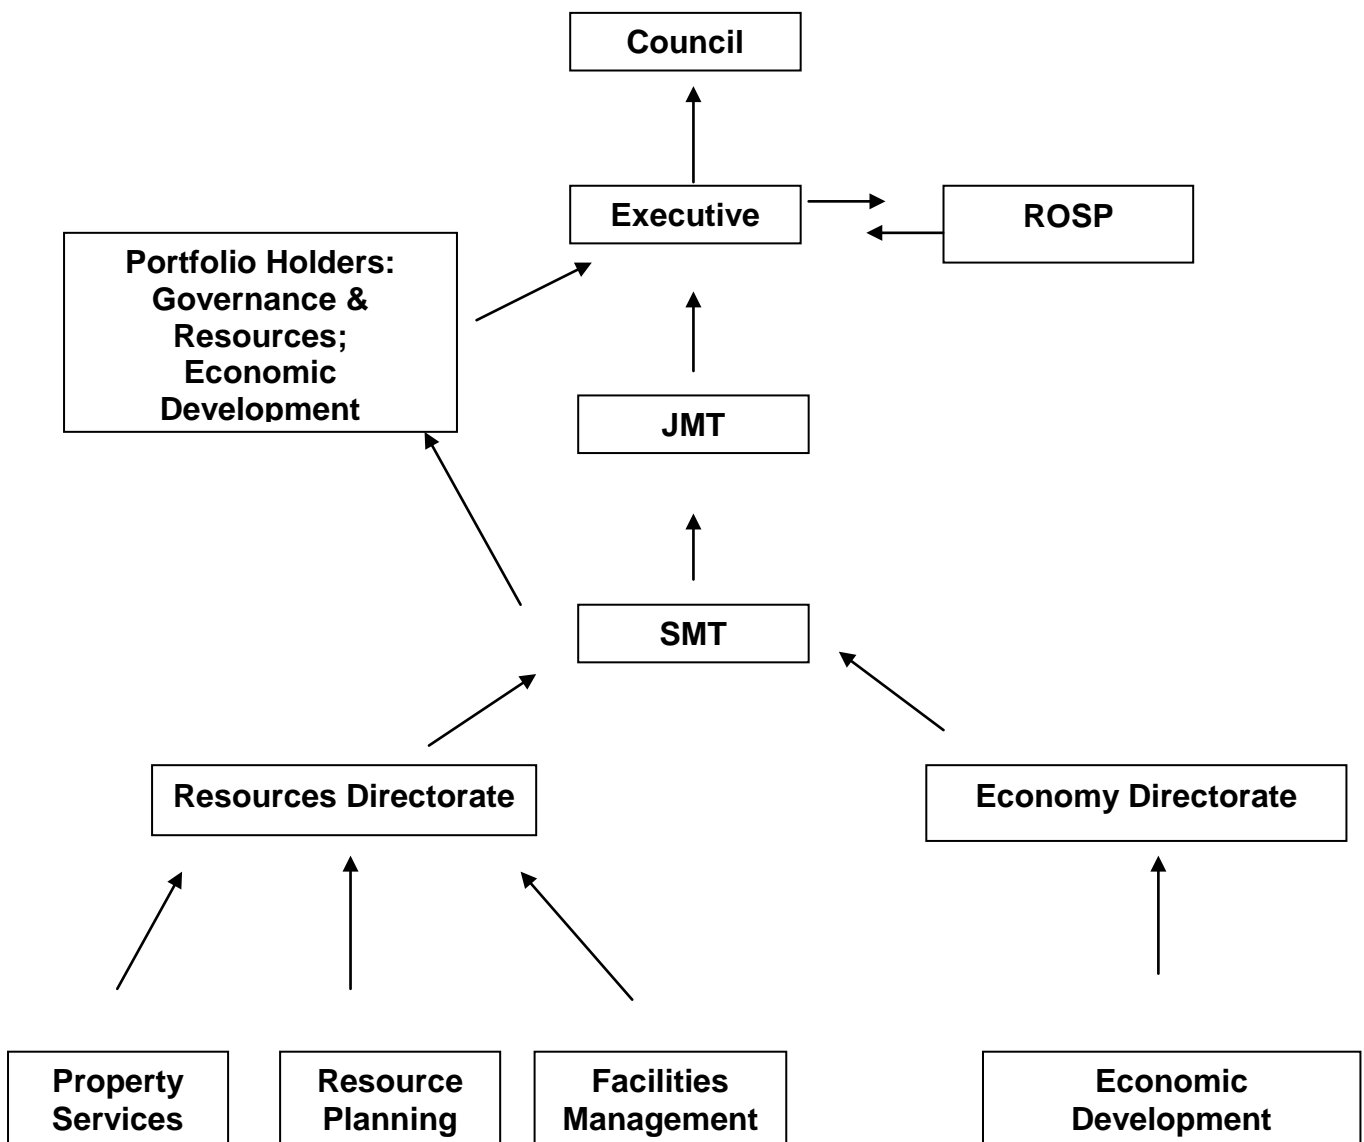 Council
Executive
ROSP
Portfolio Holders:
Governance &
Resources;
Economic
Development
JMT
SMT
Resources Directorate
Economy Directorate
Property
Services
Resource
Planning
Facilities
Management
Economic
Development